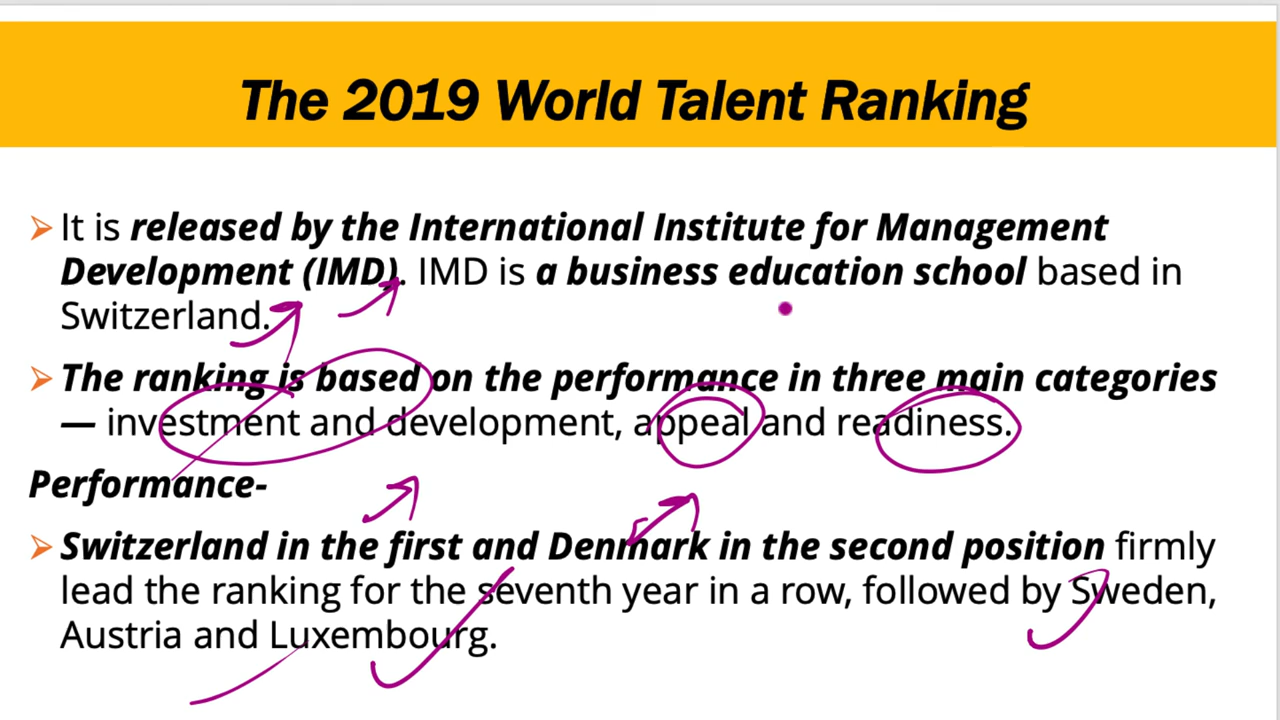 The 2019 World Talent Ranking
It is released by the International Institute for Management
Development (IMD). IMD is a business education school based in
Switzerland.
The ranking is based on the performance in three main categories
— investment and development, appeal and readiness.
Performance-
Switzerland in the first and Denmark in the second position firmly
lead the ranking for the seventh year in a row, followed by Sweden,
Austria and Luxembourg.